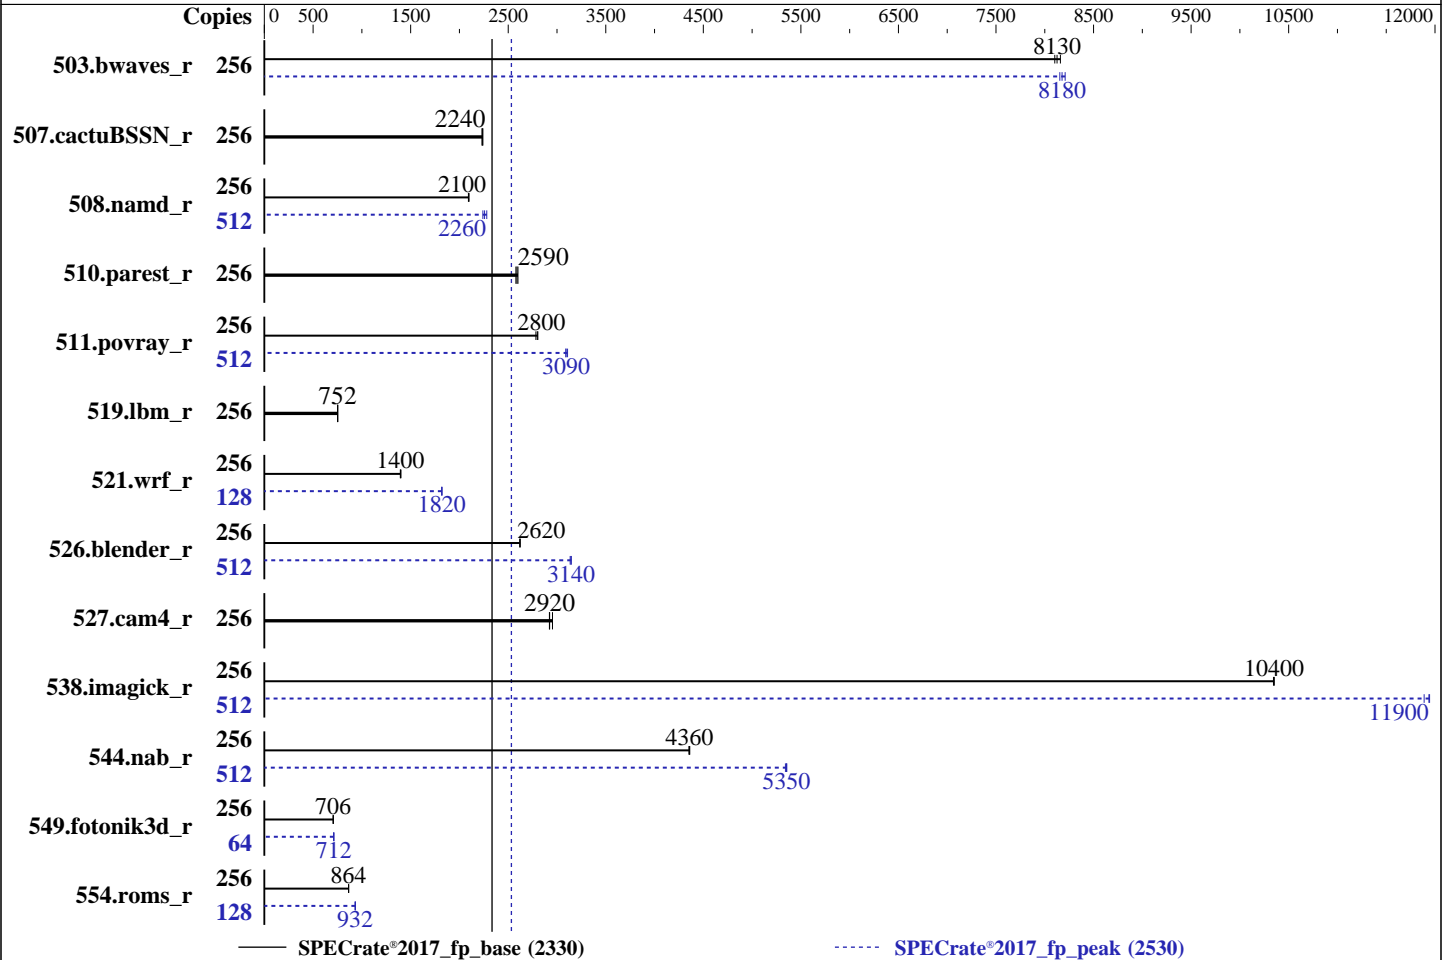 Copies 0 500 1500 2500 3500 4500 5500 6500 7500 8500 9500 10500 12000
503.bwaves_r 256 8130
8180
507.cactuBSSN_r 256 2240
508.namd_r 256 2100
512 2260
510.parest_r 256 2590
511.povray_r 256 2800
512 3090
519.lbm_r 256 752
521.wrf_r 256 1400
128 1820
526.blender_r 256 2620
512 3140
527.cam4_r 256 2920
538.imagick_r 256 10400
512 11900
544.nab_r 256 4360
512 5350
549.fotonik3d_r 256 706
64 712
554.roms_r 256 864
128 932
SPECrate®2017_fp_base (2330) SPECrate®2017_fp_peak (2530)